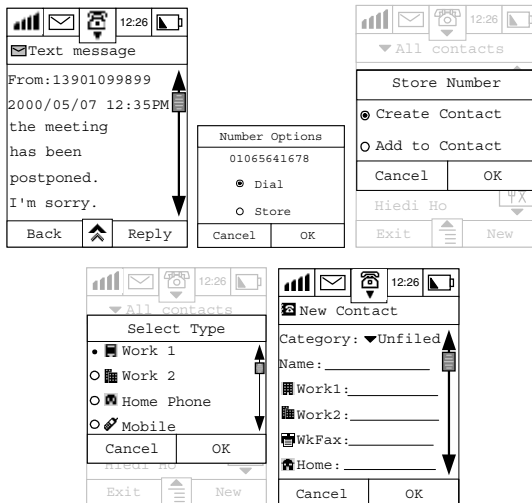 12:26
Text message
From:13901099899
2000/05/07 12:35PM
the meeting
has been
postponed.
I'm sorry.
Back Reply
Number Options
01065641678
Dial
Store
Cancel OK
12:26
All contacts
Store Number
Create Contact
Add to Contact
Cancel OK
Hiedi Ho
Exit New
12:26
All contacts
Select Type
Work 1
Work 2
Home Phone
Mobile
Cancel OK
Hiedi Ho
Exit New
12:26
New Contact
Category: Unfiled
Name:
Work1:
Work2:
WkFax:
Home:
Cancel OK